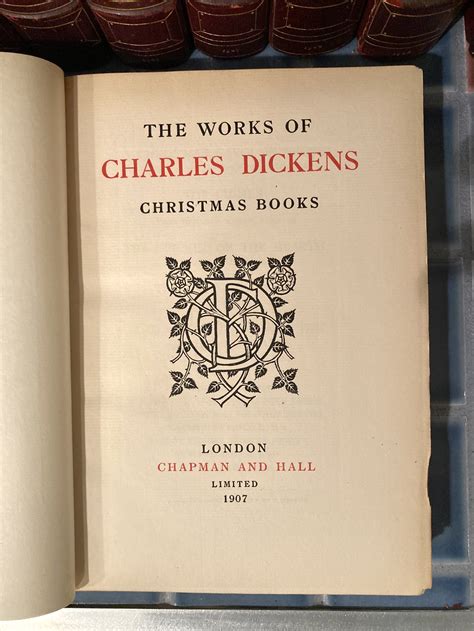 THE WORKS OF
CHARLES DICKENS
CHRISTMAS BOOKS
LONDON
CHAPMAN AND HALL
LIMITED
1907